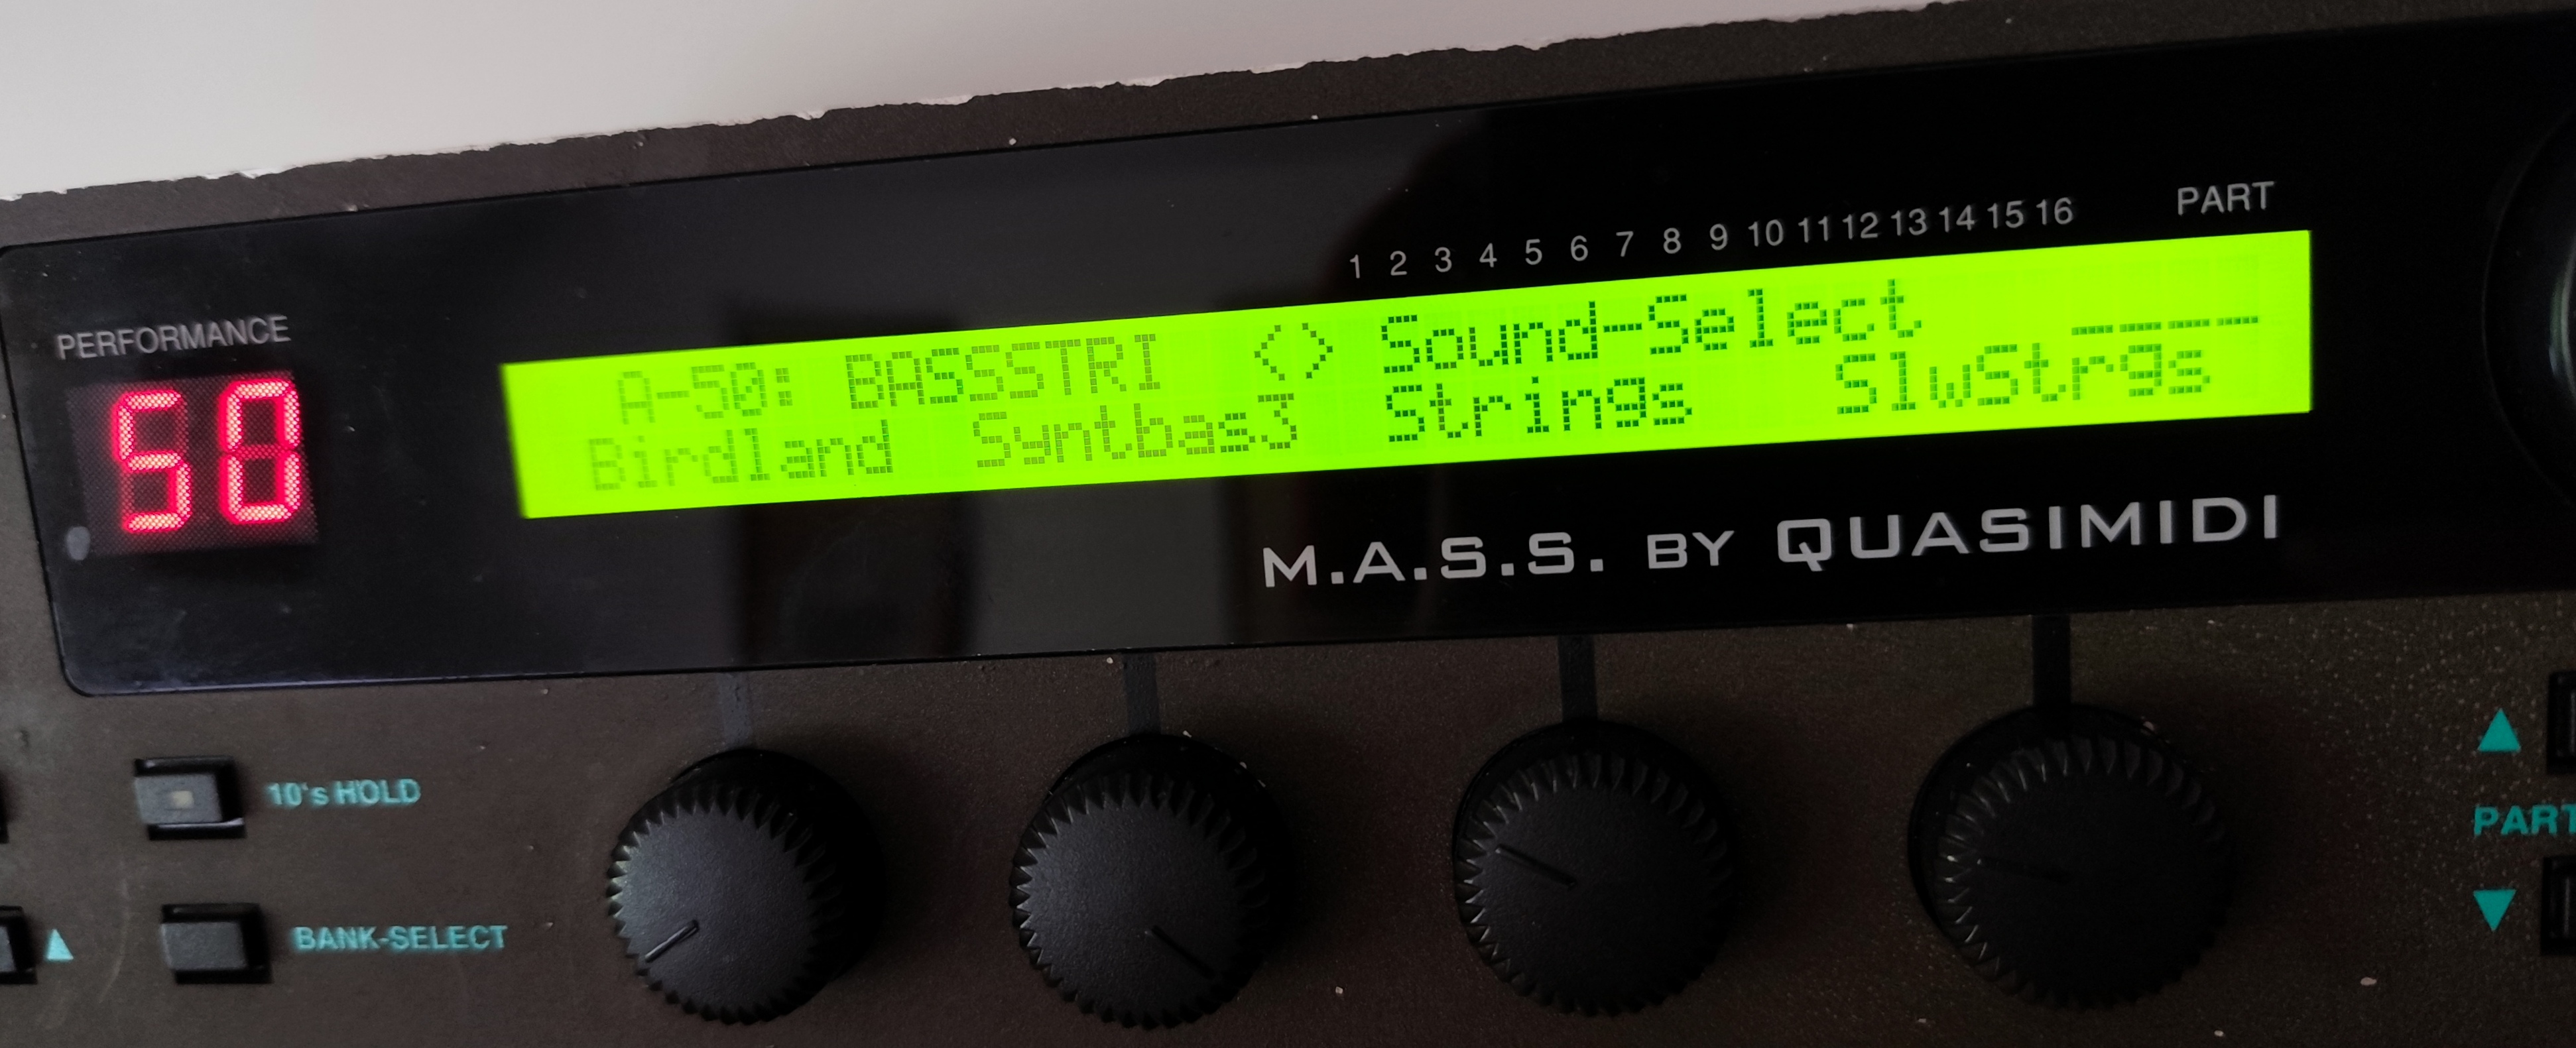 1 2 3 4 5 6 7 8 9 10 11 12 13 14 15 16 PART
PERFORMANCE
50
A-50: BASSSTRI <> Sound-Select ----
Birdland Syntbas3 Strings SlwStrgs
M.A.S.S. BY QUASIMIDI
10's HOLD
PART
BANK-SELECT